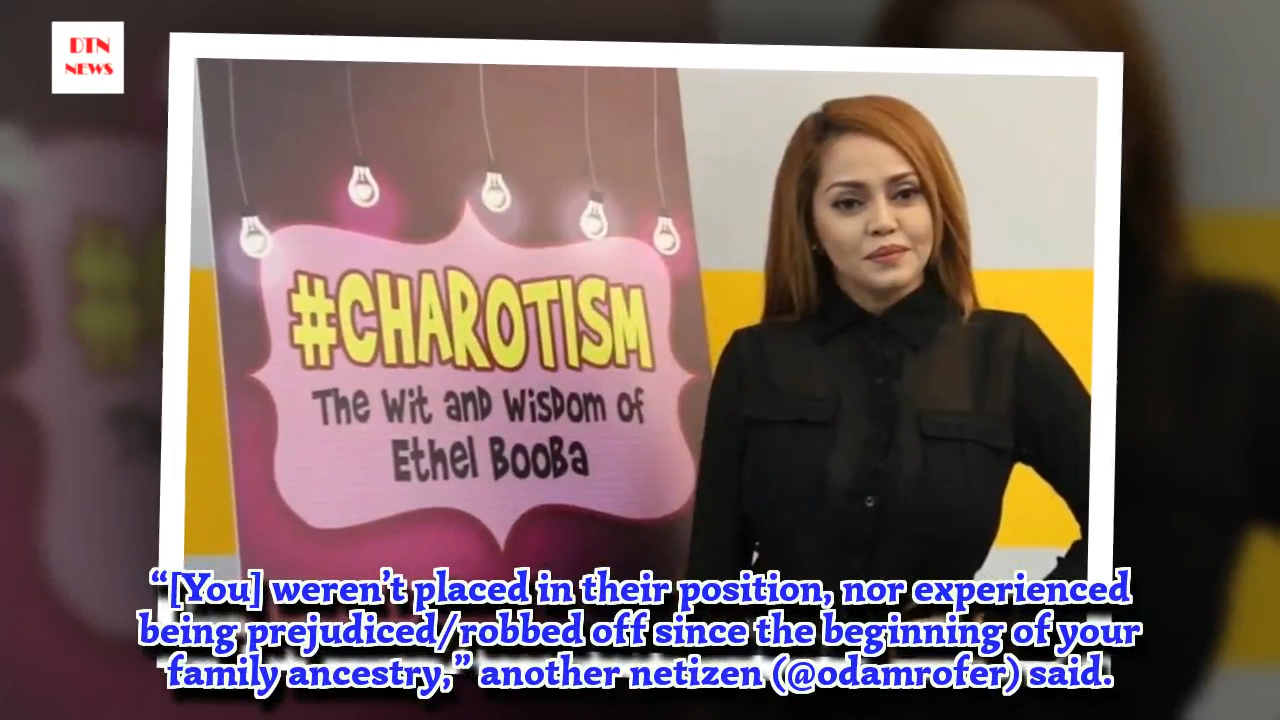 DTN
NEWS
#CHAROTISM
The Wit and Wisdom of
Ethel Booba
“[You] weren’t placed in their position, nor experienced
being prejudiced/robbed off since the beginning of your
family ancestry,” another netizen (@odamrofer) said.